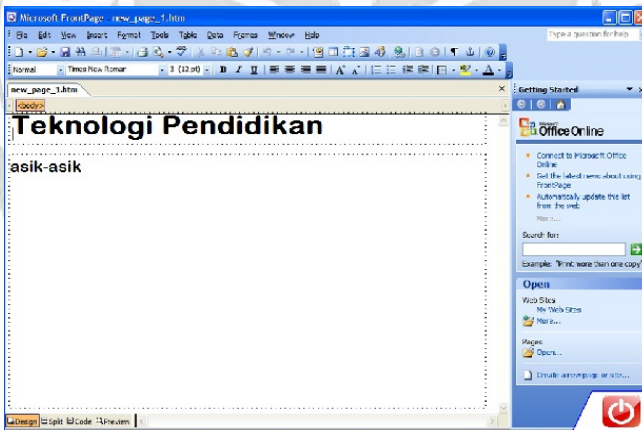 Microsoft FrontPage - new_page_1.htm
File Edit View Insert Format Tools Table Data Frames Window Help
Type a question for help
Normal Times New Roman 3 (12 pt) B I U A A A
new_page_1.htm
Getting Started
<body>
Teknologi Pendidikan
asik-asik
Office Online
Connect to Microsoft Office
Online
Get the latest news about using
FrontPage
Automatically update this list
from the web
More...
Search for:
Example: "Print more than one copy"
Open
Web Sites
My Web Sites
More...
Pages
Open...
Create a new page or site...
Design Split Code Preview